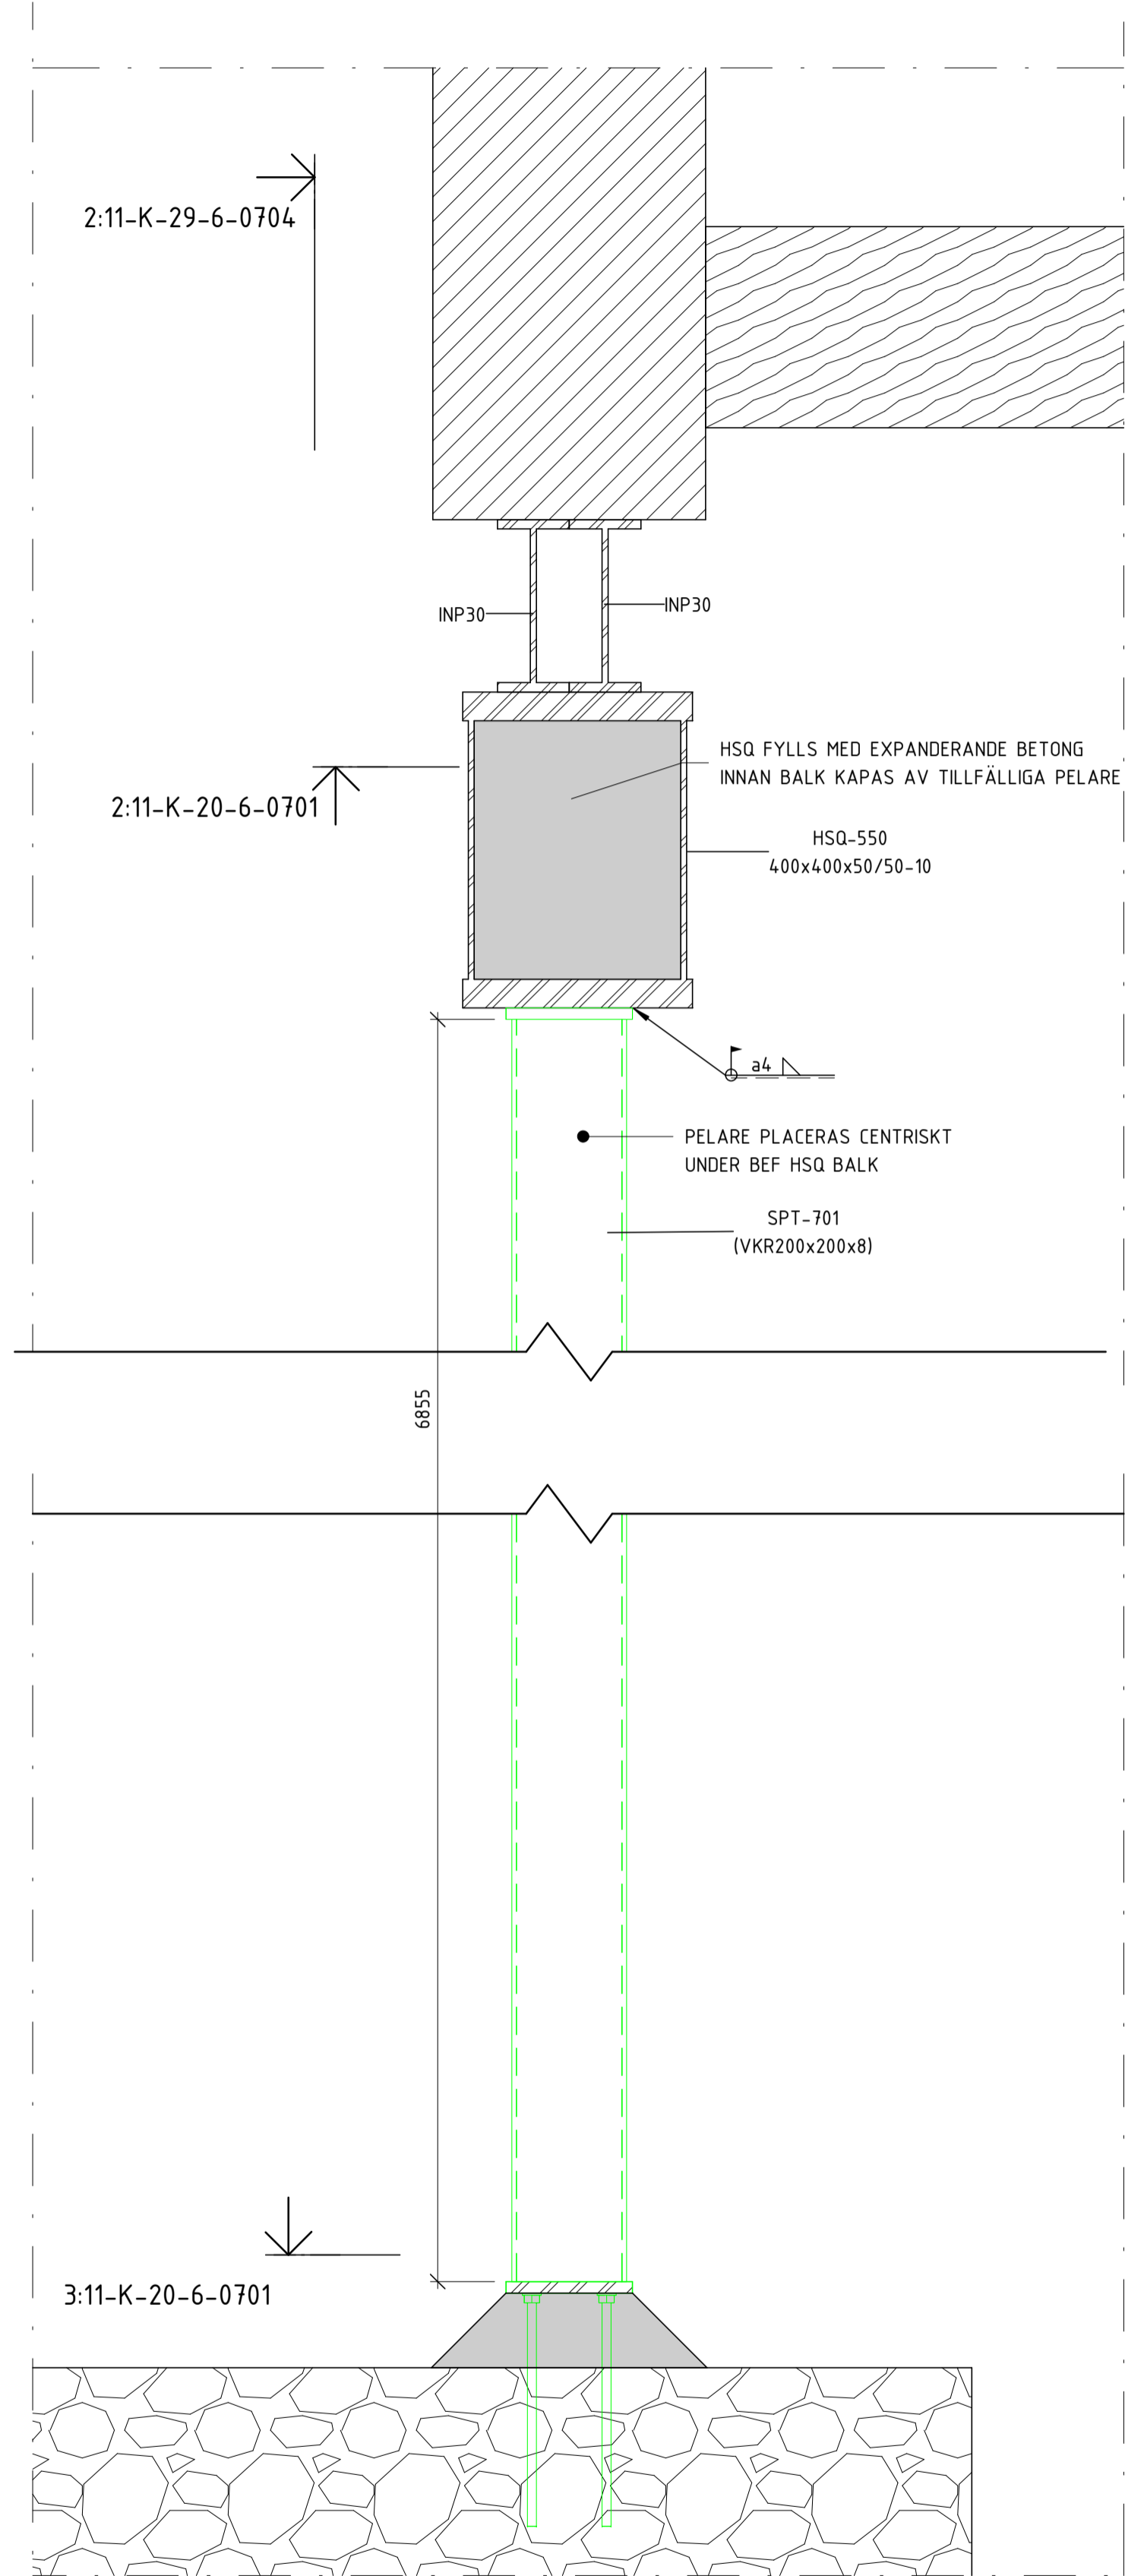 2:11-K-29-6-0704
INP30
INP30
HSQ FYLLS MED EXPANDERANDE BETONG
INNAN BALK KAPAS AV TILLFÄLLIGA PELARE
2:11-K-20-6-0701
HSQ-550
400x400x50/50-10
a4
PELARE PLACERAS CENTRISKT
UNDER BEF HSQ BALK
SPT-701
(VKR200x200x8)
6855
3:11-K-20-6-0701